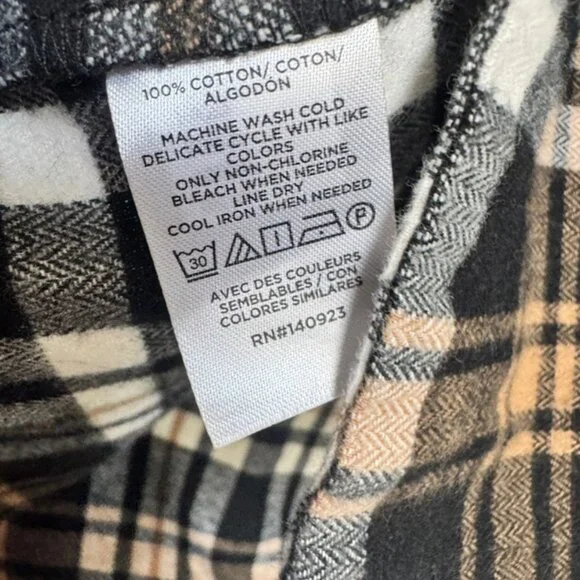 100% COTTON/ COTON/
ALGODÓN
MACHINE WASH COLD
DELICATE CYCLE WITH LIKE
COLORS
ONLY NON-CHLORINE
BLEACH WHEN NEEDED
LINE DRY
COOL IRON WHEN NEEDED
30 P
AVEC DES COULEURS
SEMBLABLES / CON
COLORES SIMILARES
RN#140923